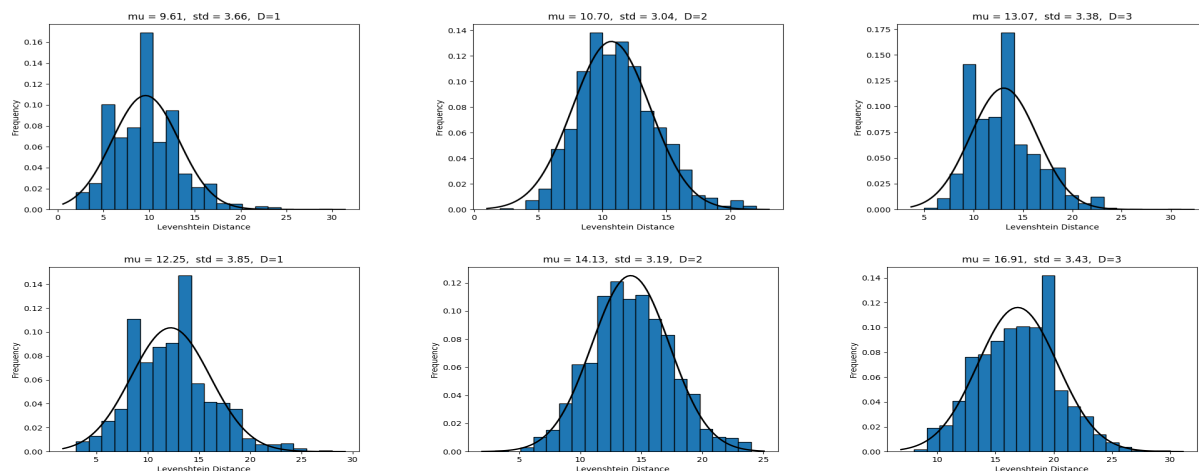 mu = 9.61, std = 3.66, D=1
Frequency
0.16
0.14
0.12
0.10
0.08
0.06
0.04
0.02
0.00
0 5 10 15 20 25 30
Levenshtein Distance
mu = 10.70, std = 3.04, D=2
Frequency
0.14
0.12
0.10
0.08
0.06
0.04
0.02
0.00
0 5 10 15 20
Levenshtein Distance
mu = 13.07, std = 3.38, D=3
Frequency
0.175
0.150
0.125
0.100
0.075
0.050
0.025
0.000
5 10 15 20 25 30
Levenshtein Distance
mu = 12.25, std = 3.85, D=1
Frequency
0.14
0.12
0.10
0.08
0.06
0.04
0.02
0.00
5 10 15 20 25 30
Levenshtein Distance
mu = 14.13, std = 3.19, D=2
Frequency
0.12
0.10
0.08
0.06
0.04
0.02
0.00
0 5 10 15 20 25
Levenshtein Distance
mu = 16.91, std = 3.43, D=3
Frequency
0.14
0.12
0.10
0.08
0.06
0.04
0.02
0.00
10 15 20 25 30
Levenshtein Distance